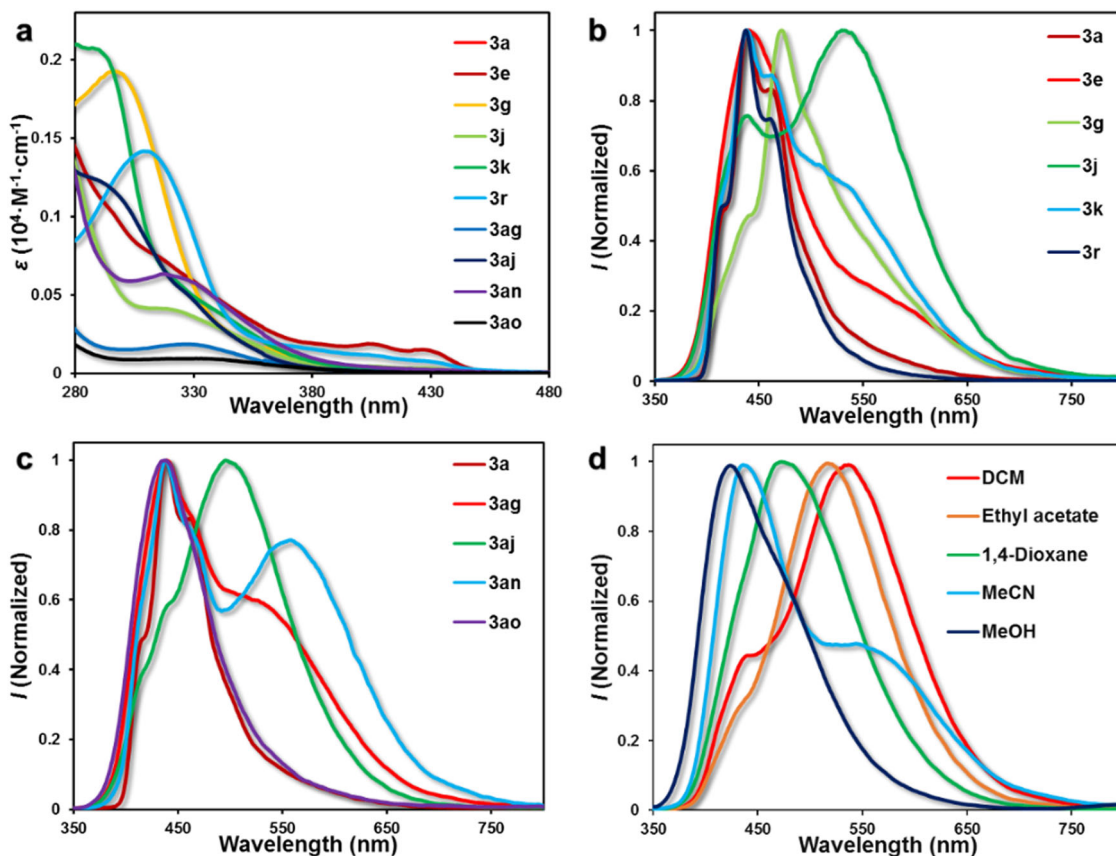 a
3a
3e
3g
3j
3k
3r
3ag
3aj
3an
3ao
ε (10⁴·M⁻¹·cm⁻¹)
0.2
0.15
0.1
0.05
0
280 330 380 430 480
Wavelength (nm)
b
3a
3e
3g
3j
3k
3r
I (Normalized)
1
0.8
0.6
0.4
0.2
0
350 450 550 650 750
Wavelength (nm)
c
3a
3ag
3aj
3an
3ao
I (Normalized)
1
0.8
0.6
0.4
0.2
0
350 450 550 650 750
Wavelength (nm)
d
DCM
Ethyl acetate
1,4-Dioxane
MeCN
MeOH
I (Normalized)
1
0.8
0.6
0.4
0.2
0
350 450 550 650 750
Wavelength (nm)